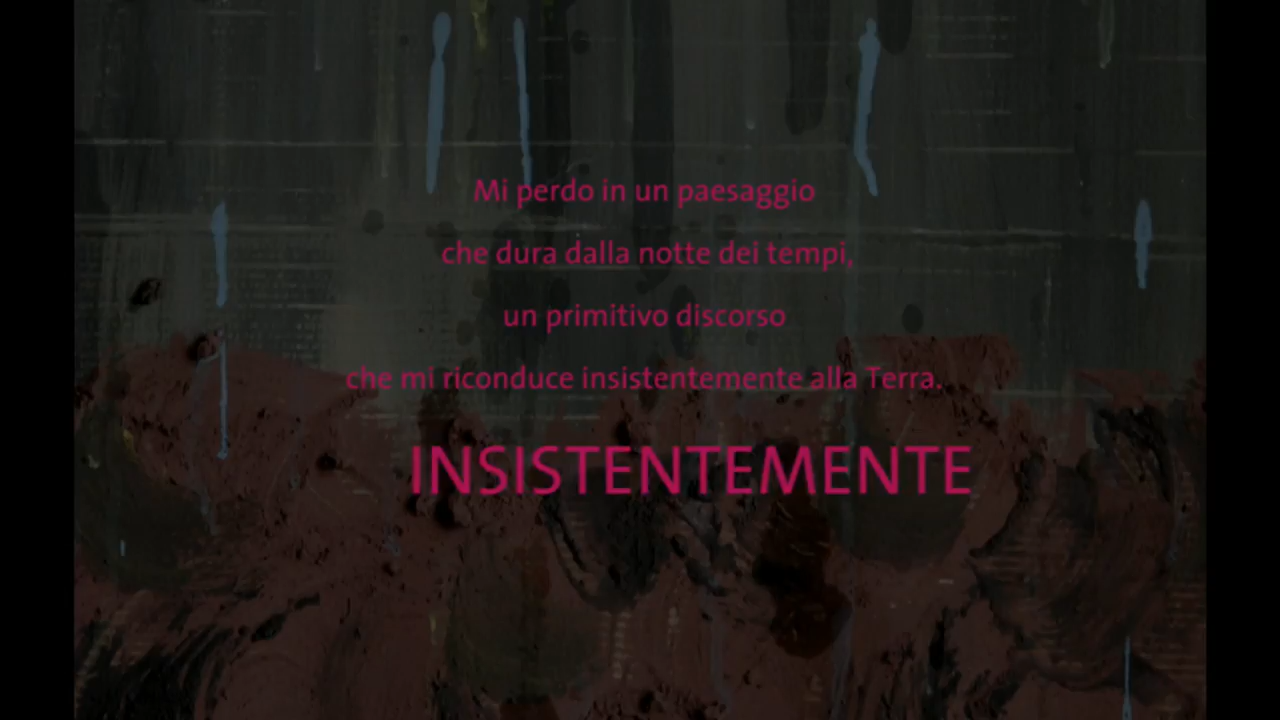 Mi perdo in un paesaggio
che dura dalla notte dei tempi,
un primitivo discorso
che mi riconduce insistentemente alla Terra.
INSISTENTEMENTE